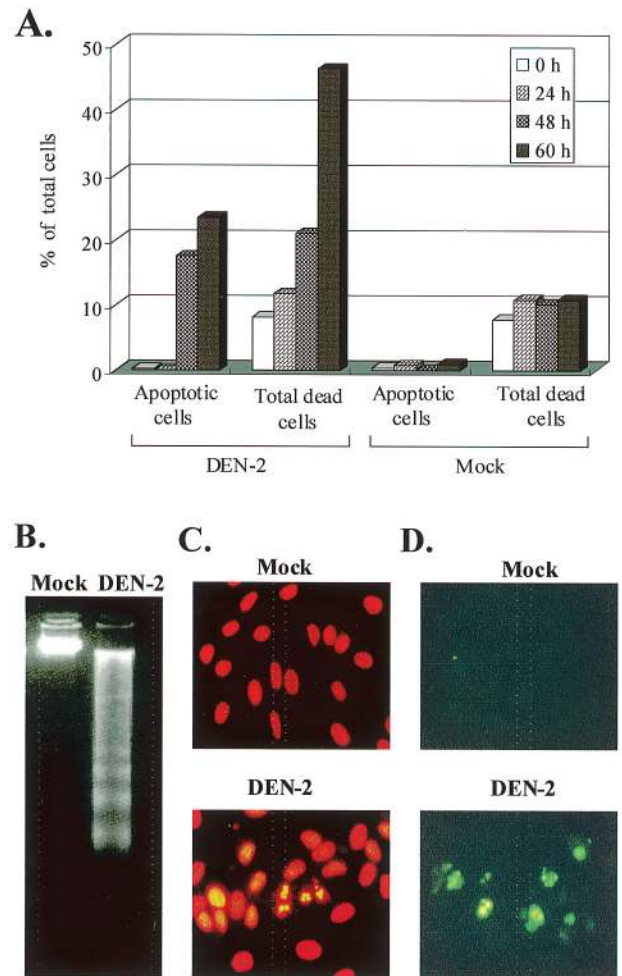 A.
50
40
30
20
10
0
% of total cells
0 h
24 h
48 h
60 h
Apoptotic cells
Total dead cells
Apoptotic cells
Total dead cells
DEN-2
Mock
B.
Mock DEN-2
C.
Mock
DEN-2
D.
Mock
DEN-2